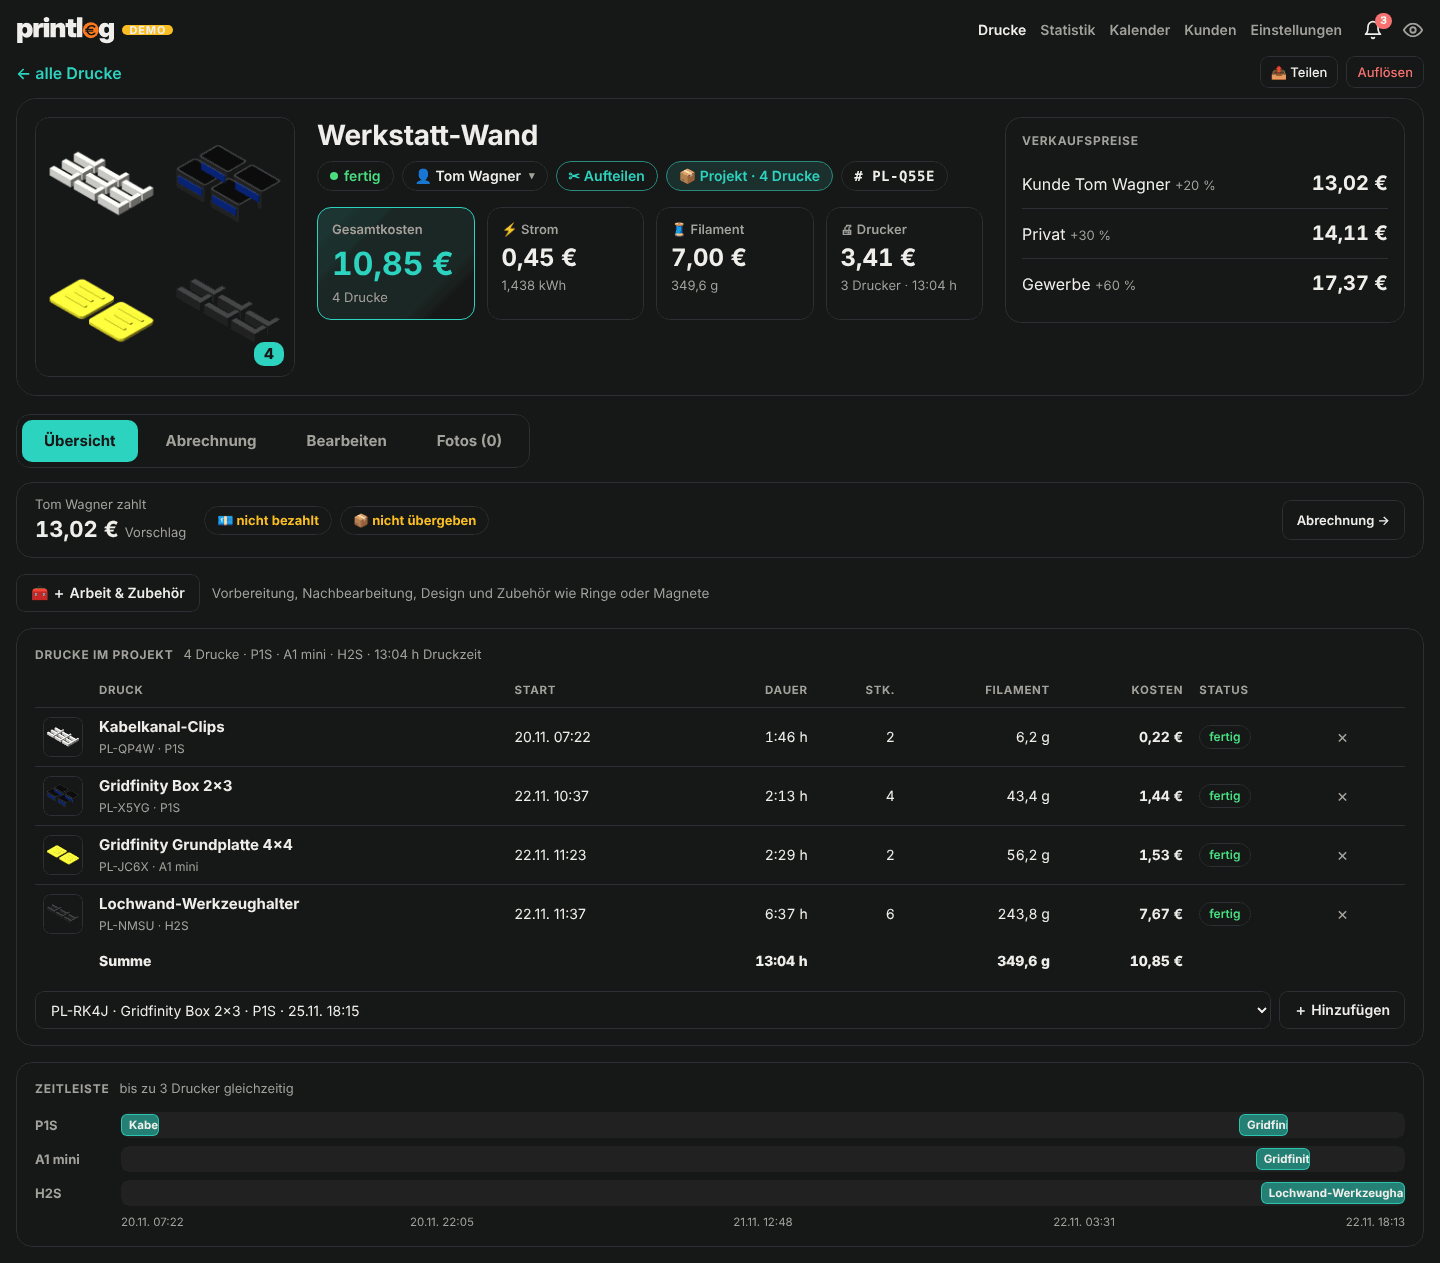 printlog DEMO
Drucke Statistik Kalender Kunden Einstellungen 3
← alle Drucke
Teilen Auflösen
Werkstatt-Wand
fertig Tom Wagner ▾ ✂ Aufteilen Projekt · 4 Drucke # PL-Q55E
4
Gesamtkosten
10,85 €
4 Drucke
⚡ Strom
0,45 €
1,438 kWh
Filament
7,00 €
349,6 g
Drucker
3,41 €
3 Drucker · 13:04 h
VERKAUFSPREISE
Kunde Tom Wagner +20 % 13,02 €
Privat +30 % 14,11 €
Gewerbe +60 % 17,37 €
Übersicht Abrechnung Bearbeiten Fotos (0)
Tom Wagner zahlt
13,02 € Vorschlag
nicht bezahlt nicht übergeben
Abrechnung →
+ Arbeit & Zubehör Vorbereitung, Nachbearbeitung, Design und Zubehör wie Ringe oder Magnete
DRUCKE IM PROJEKT 4 Drucke · P1S · A1 mini · H2S · 13:04 h Druckzeit
DRUCK START DAUER STK. FILAMENT KOSTEN STATUS
Kabelkanal-Clips
PL-QP4W · P1S
20.11. 07:22 1:46 h 2 6,2 g 0,22 € fertig ×
Gridfinity Box 2×3
PL-X5YG · P1S
22.11. 10:37 2:13 h 4 43,4 g 1,44 € fertig ×
Gridfinity Grundplatte 4×4
PL-JC6X · A1 mini
22.11. 11:23 2:29 h 2 56,2 g 1,53 € fertig ×
Lochwand-Werkzeughalter
PL-NMSU · H2S
22.11. 11:37 6:37 h 6 243,8 g 7,67 € fertig ×
Summe 13:04 h 349,6 g 10,85 €
PL-RK4J · Gridfinity Box 2×3 · P1S · 25.11. 18:15
+ Hinzufügen
ZEITLEISTE bis zu 3 Drucker gleichzeitig
P1S Kabe Gridfini
A1 mini Gridfinit
H2S Lochwand-Werkzeugha
20.11. 07:22 20.11. 22:05 21.11. 12:48 22.11. 03:31 22.11. 18:13